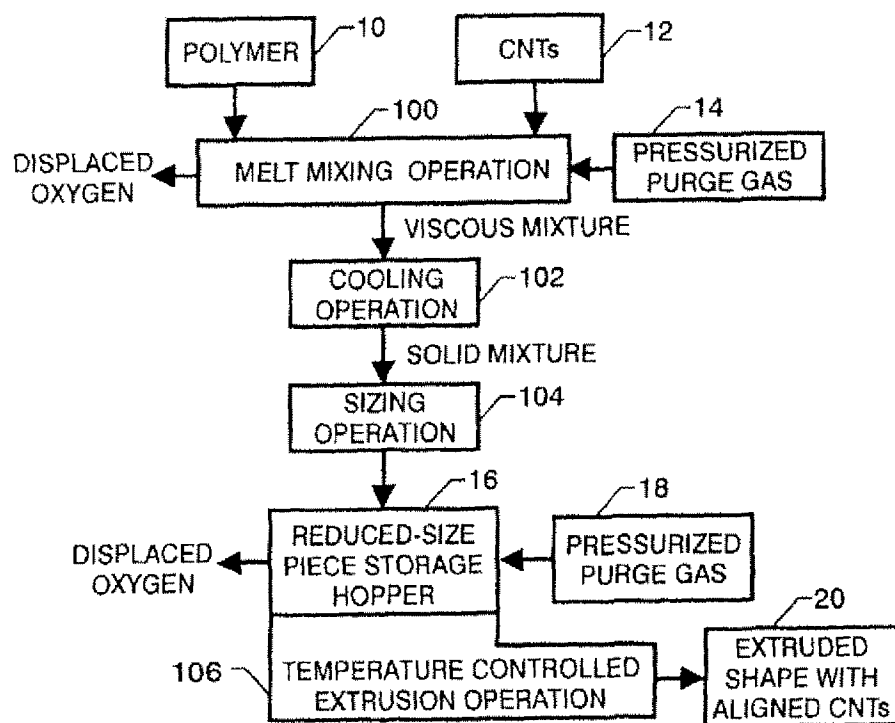 10
12
POLYMER
CNTs
100
14
DISPLACED
OXYGEN
MELT MIXING OPERATION
PRESSURIZED
PURGE GAS
VISCOUS MIXTURE
COOLING
OPERATION
102
SOLID MIXTURE
SIZING
OPERATION
104
16
18
DISPLACED
OXYGEN
REDUCED-SIZE
PIECE STORAGE
HOPPER
PRESSURIZED
PURGE GAS
20
106
TEMPERATURE CONTROLLED
EXTRUSION OPERATION
EXTRUDED
SHAPE WITH
ALIGNED CNTs